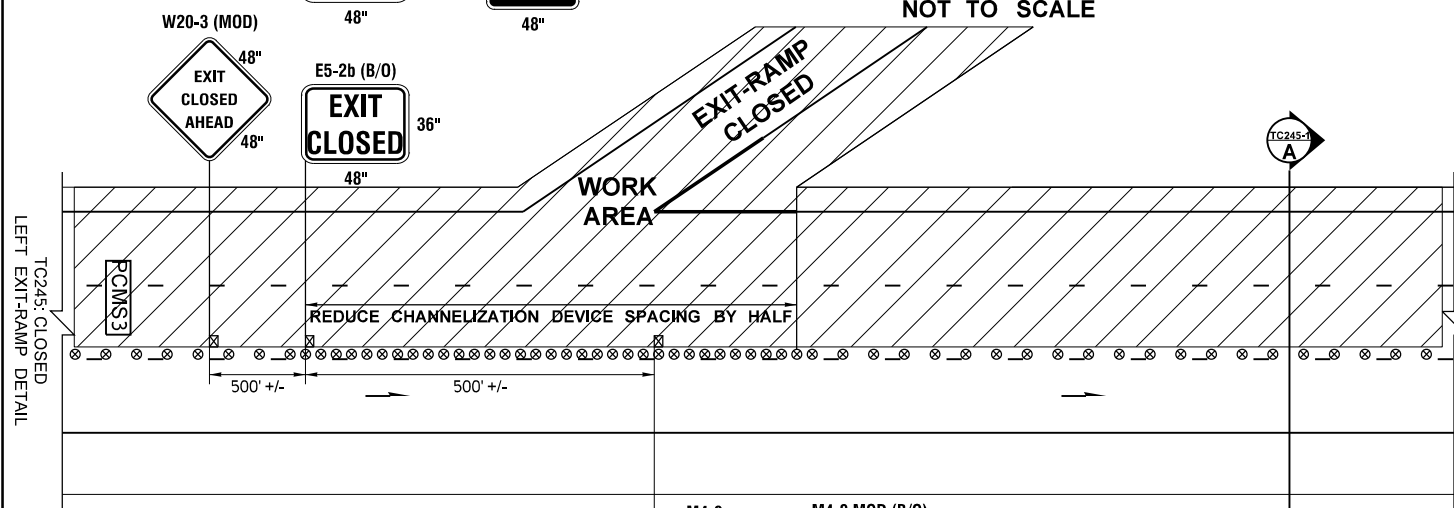 48"
48"
NOT TO SCALE
W20-3 (MOD)
48"
EXIT
CLOSED
AHEAD
48"
E5-2b (B/O)
EXIT
CLOSED
36"
48"
EXIT-RAMP
CLOSED
WORK
AREA
TC245-1
A
TC245: CLOSED
LEFT EXIT-RAMP DETAIL
PCMS3
REDUCE CHANNELIZATION DEVICE SPACING BY HALF
500' +/-
500' +/-